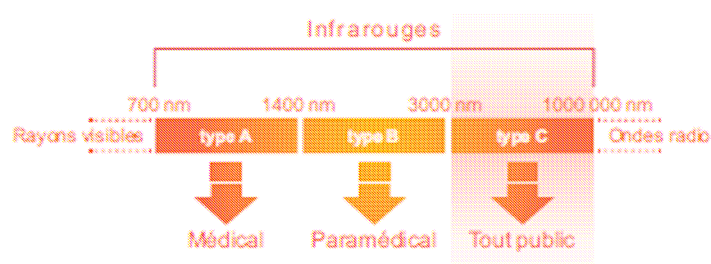 Infrarouges
700 nm 1400 nm 3000 nm 1000 000 nm
Rayons visibles type A type B type C Ondes radio
Médical Paramédical Tout public